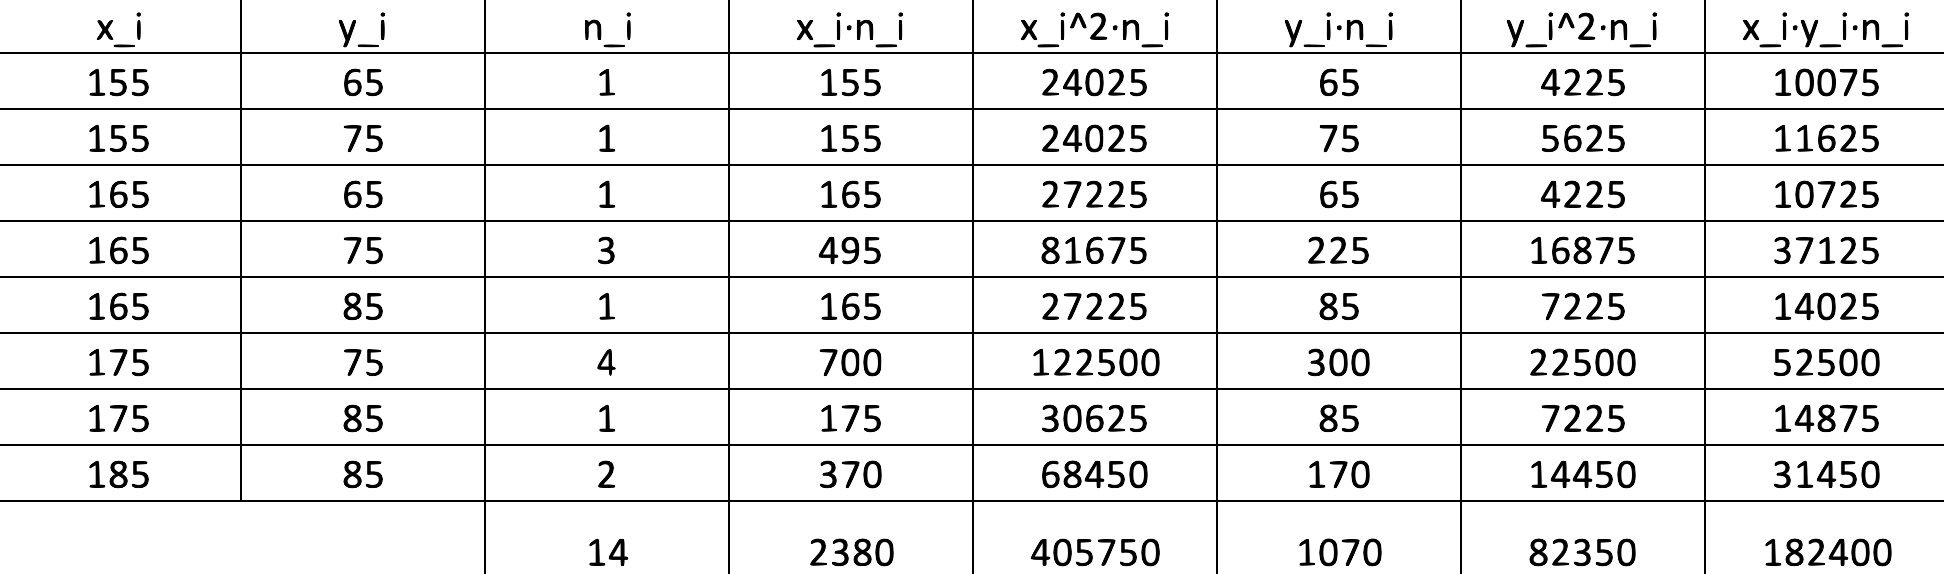 x_i y_i n_i x_i·n_i x_i^2·n_i y_i·n_i y_i^2·n_i x_i·y_i·n_i
155 65 1 155 24025 65 4225 10075
155 75 1 155 24025 75 5625 11625
165 65 1 165 27225 65 4225 10725
165 75 3 495 81675 225 16875 37125
165 85 1 165 27225 85 7225 14025
175 75 4 700 122500 300 22500 52500
175 85 1 175 30625 85 7225 14875
185 85 2 370 68450 170 14450 31450
14 2380 405750 1070 82350 182400